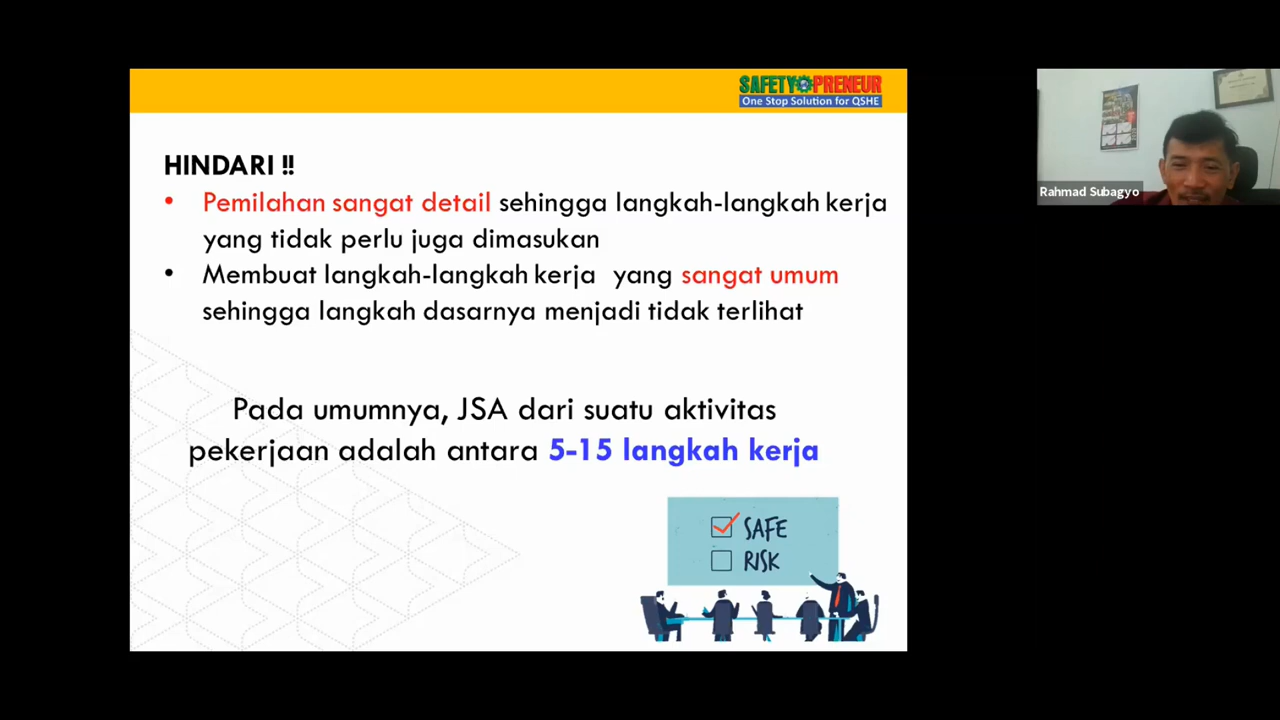 SAFETYPRENEUR
One Stop Solution for QSHE
HINDARI !!
• Pemilahan sangat detail sehingga langkah-langkah kerja
yang tidak perlu juga dimasukan
• Membuat langkah-langkah kerja yang sangat umum
sehingga langkah dasarnya menjadi tidak terlihat
Pada umumnya, JSA dari suatu aktivitas
pekerjaan adalah antara 5-15 langkah kerja
SAFE
RISK
Rahmad Subagyo